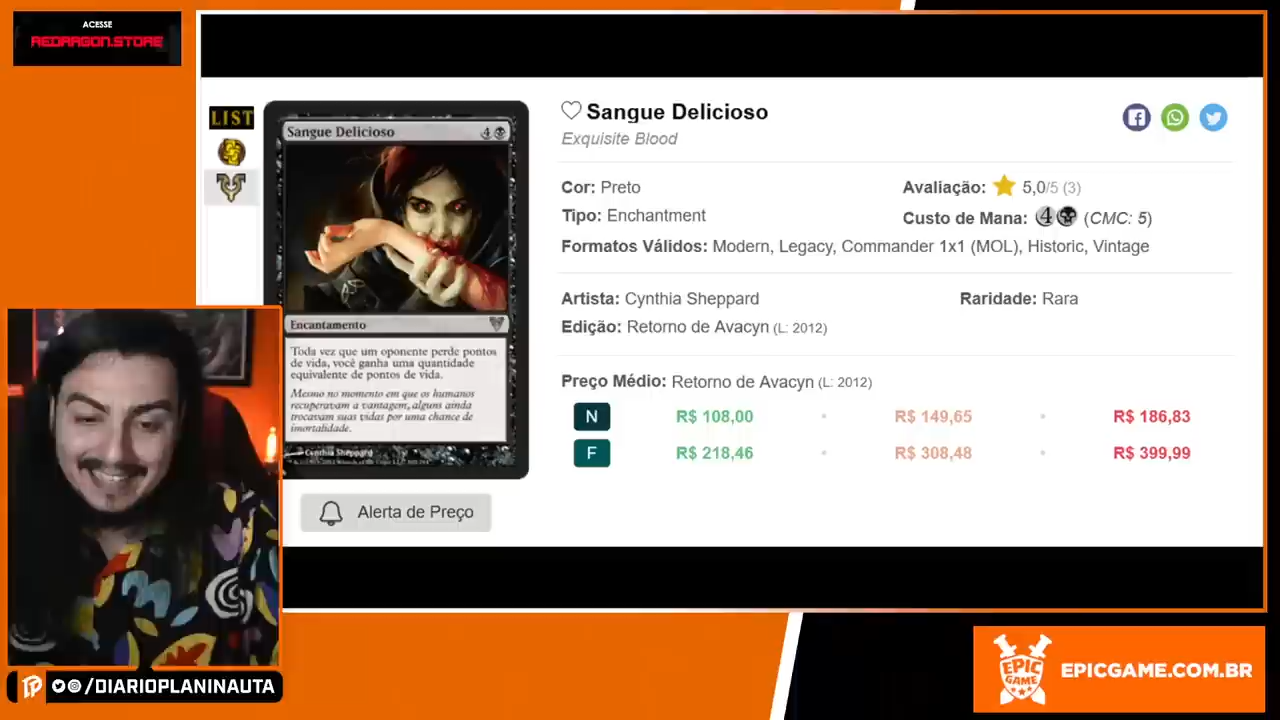 ACESSE
REDRAGON.STORE
LIST
Sangue Delicioso 4
Encantamento
Toda vez que um oponente perde pontos
de vida, você ganha uma quantidade
equivalente de pontos de vida.
Mesmo no momento em que os humanos
recuperavam a vantagem, alguns ainda
trocavam suas vidas por uma chance de
imortalidade.
Cynthia Sheppard
Alerta de Preço
Sangue Delicioso
Exquisite Blood
Cor: Preto
Avaliação: 5,0/5 (3)
Tipo: Enchantment
Custo de Mana: 4 (CMC: 5)
Formatos Válidos: Modern, Legacy, Commander 1x1 (MOL), Historic, Vintage
Artista: Cynthia Sheppard
Raridade: Rara
Edição: Retorno de Avacyn (L: 2012)
Preço Médio: Retorno de Avacyn (L: 2012)
N R$ 108,00 R$ 149,65 R$ 186,83
F R$ 218,46 R$ 308,48 R$ 399,99
/DIARIOPLANINAUTA
EPIC
GAME
EPICGAME.COM.BR